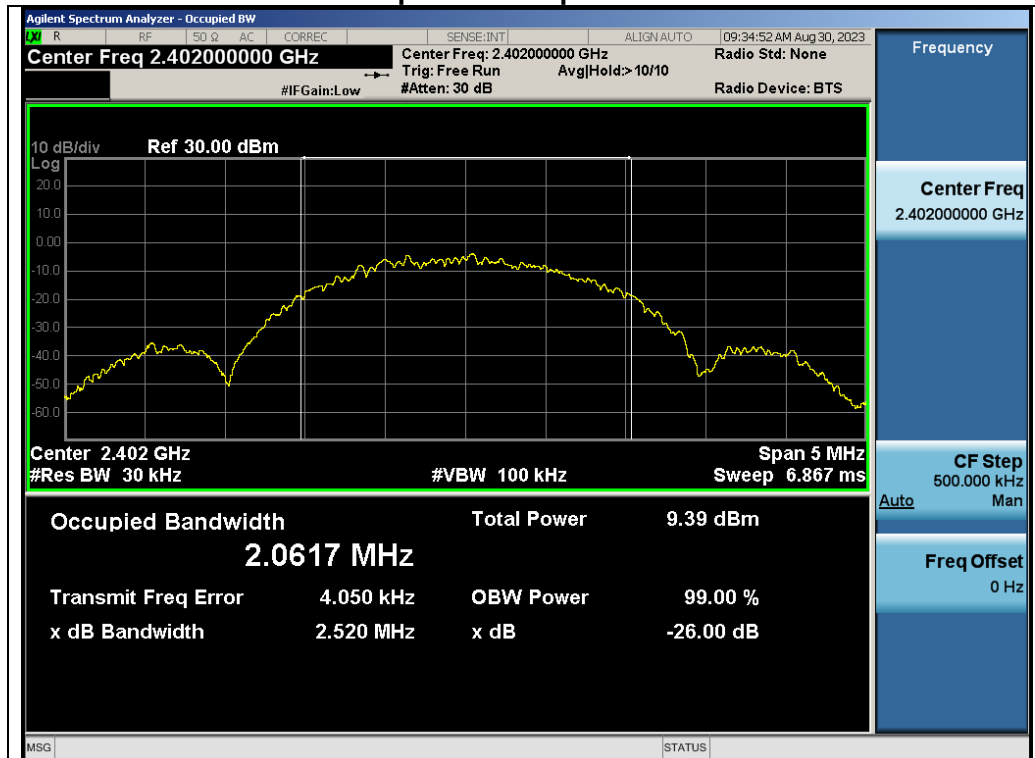 Agilent Spectrum Analyzer - Occupied BW
LXI R RF 50 Ω AC CORREC SENSE:INT ALIGN AUTO 09:34:52 AM Aug 30, 2023
Center Freq 2.402000000 GHz
Center Freq: 2.402000000 GHz
Radio Std: None
Trig: Free Run Avg|Hold:> 10/10
#IFGain:Low
#Atten: 30 dB
Radio Device: BTS
10 dB/div Ref 30.00 dBm
Log
20.0
10.0
0.00
-10.0
-20.0
-30.0
-40.0
-50.0
-60.0
Center 2.402 GHz Span 5 MHz
#Res BW 30 kHz #VBW 100 kHz Sweep 6.867 ms
Occupied Bandwidth
2.0617 MHz
Total Power 9.39 dBm
Transmit Freq Error 4.050 kHz OBW Power 99.00 %
x dB Bandwidth 2.520 MHz x dB -26.00 dB
Frequency
Center Freq
2.402000000 GHz
CF Step
500.000 kHz
Auto Man
Freq Offset
0 Hz
MSG STATUS